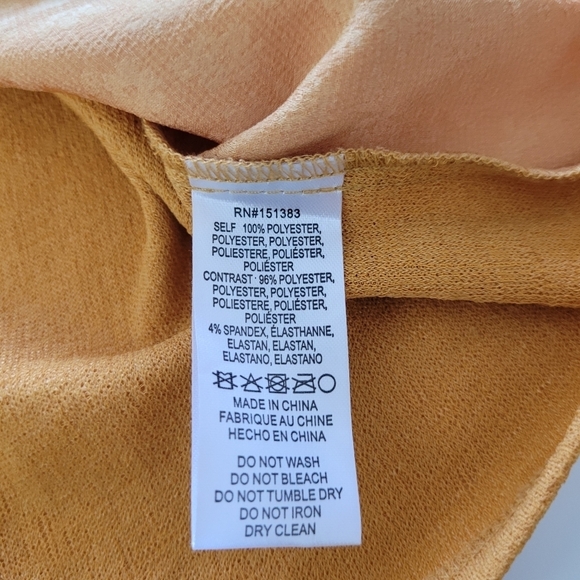 RN#151383
SELF 100% POLYESTER,
POLYESTER, POLYESTER,
POLIESTERE, POLIÉSTER,
POLIÉSTER
CONTRAST· 96% POLYESTER,
POLYESTER, POLYESTER,
POLIESTERE, POLIÉSTER,
POLIÉSTER
4% SPANDEX, ÉLASTHANNE,
ELASTAN, ELASTAN,
ELASTANO, ELASTANO
MADE IN CHINA
FABRIQUE AU CHINE
HECHO EN CHINA
DO NOT WASH
DO NOT BLEACH
DO NOT TUMBLE DRY
DO NOT IRON
DRY CLEAN